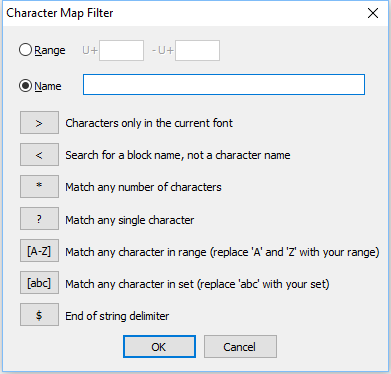 Character Map Filter
Range U+ - U+
Name
> Characters only in the current font
< Search for a block name, not a character name
* Match any number of characters
? Match any single character
[A-Z] Match any character in range (replace 'A' and 'Z' with your range)
[abc] Match any character in set (replace 'abc' with your set)
$ End of string delimiter
OK Cancel